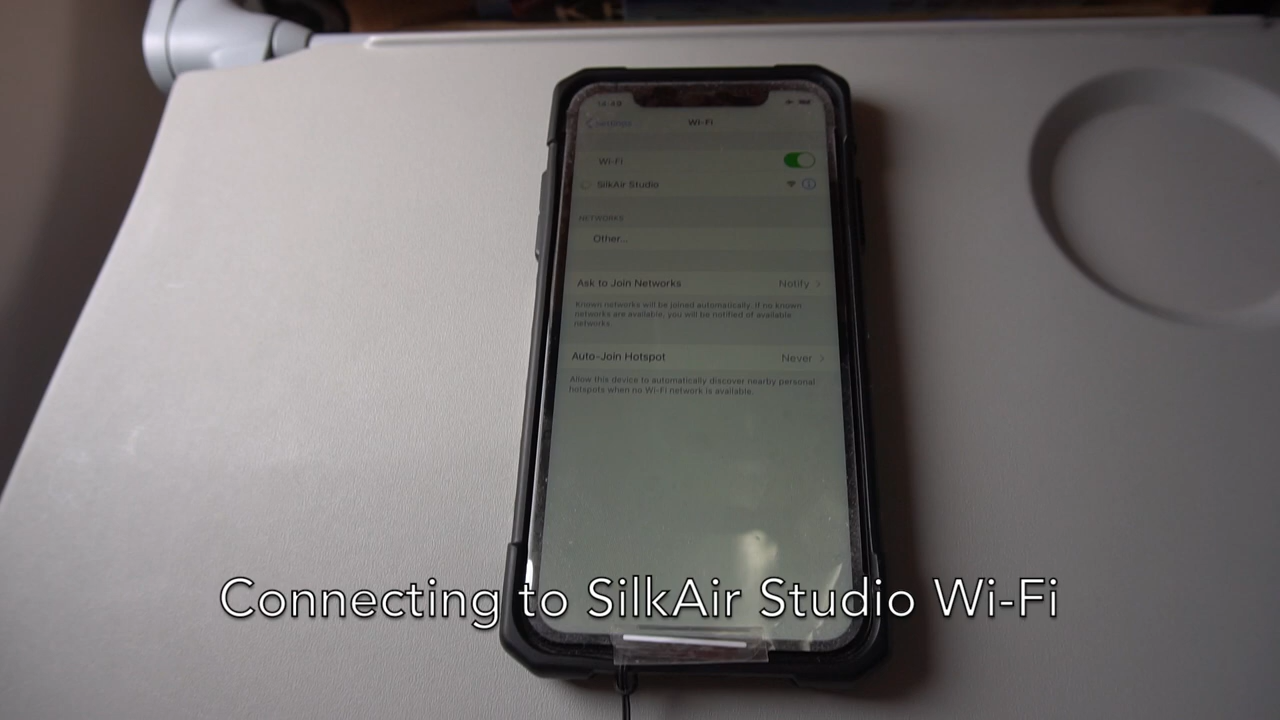 Settings
Wi-Fi
Wi-Fi
SilkAir Studio
NETWORKS
Other...
Ask to Join Networks Notify
Known networks will be joined automatically. If no known
networks are available, you will be notified of available
networks.
Auto-Join Hotspot Never
Allow this device to automatically discover nearby personal
hotspots when no Wi-Fi network is available.
Connecting to SilkAir Studio Wi-Fi